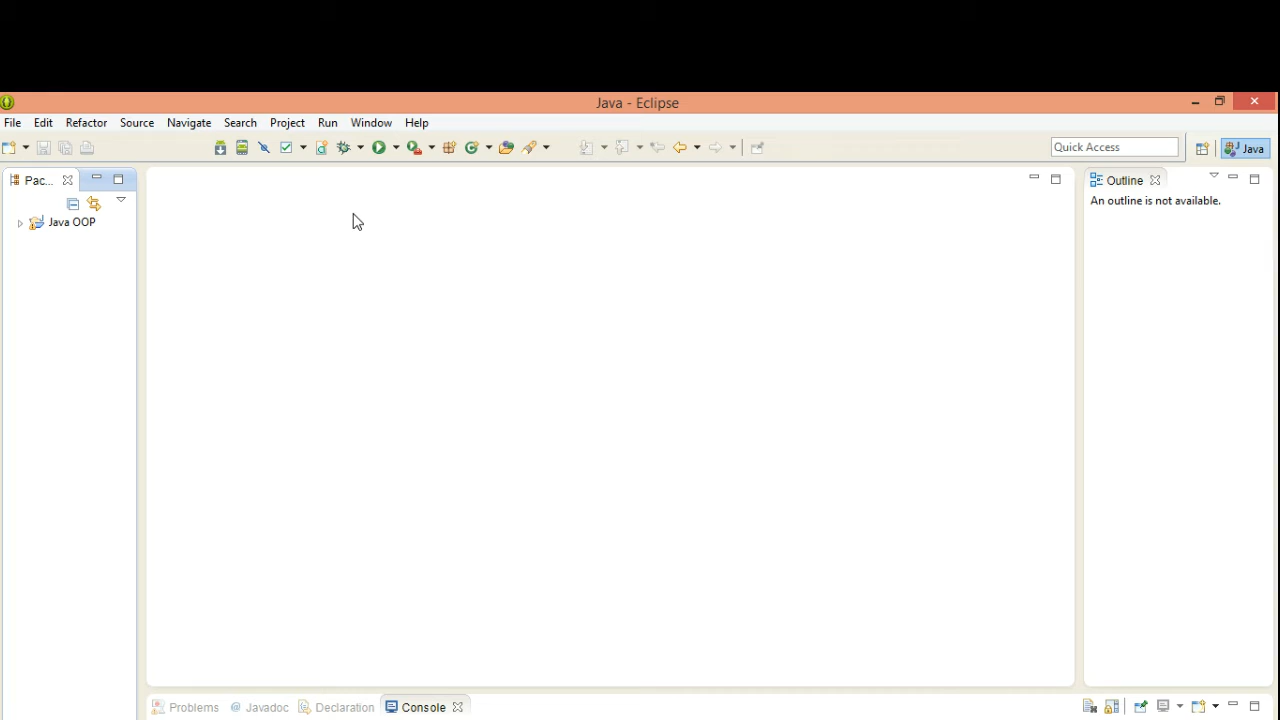 Java - Eclipse
File Edit Refactor Source Navigate Search Project Run Window Help
Quick Access Java
Pac... Outline
An outline is not available.
Java OOP
Problems @ Javadoc Declaration Console